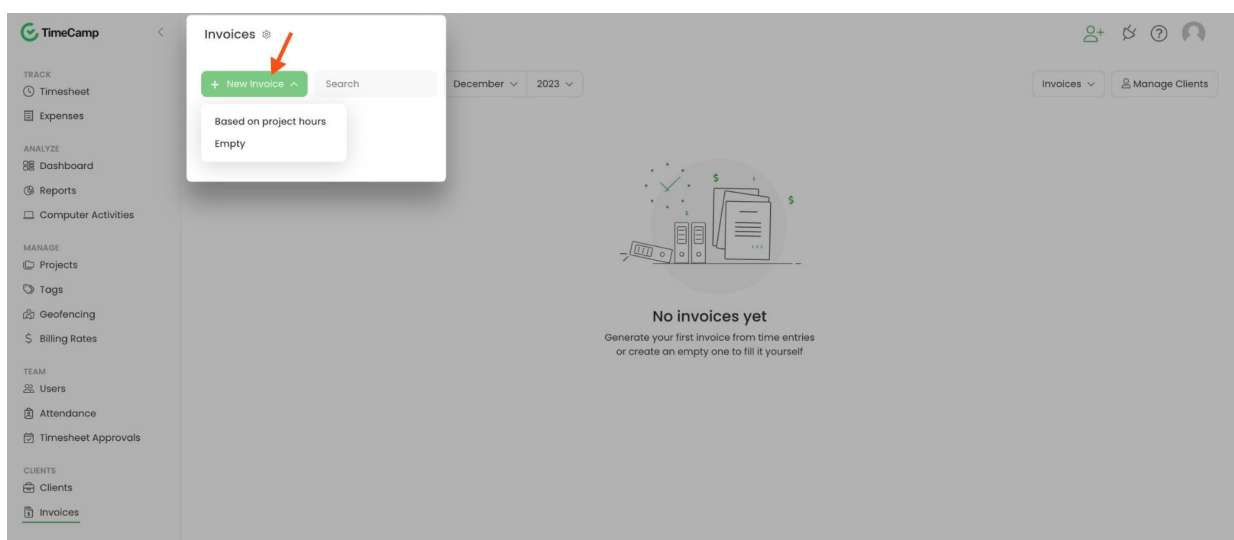 TimeCamp
TRACK
Timesheet
Expenses
ANALYZE
Dashboard
Reports
Computer Activities
MANAGE
Projects
Tags
Geofencing
$ Billing Rates
TEAM
Users
Attendance
Timesheet Approvals
CLIENTS
Clients
Invoices
Invoices
+ New Invoice Search December 2023 Invoices Manage Clients
Based on project hours
Empty
No invoices yet
Generate your first invoice from time entries
or create an empty one to fill it yourself